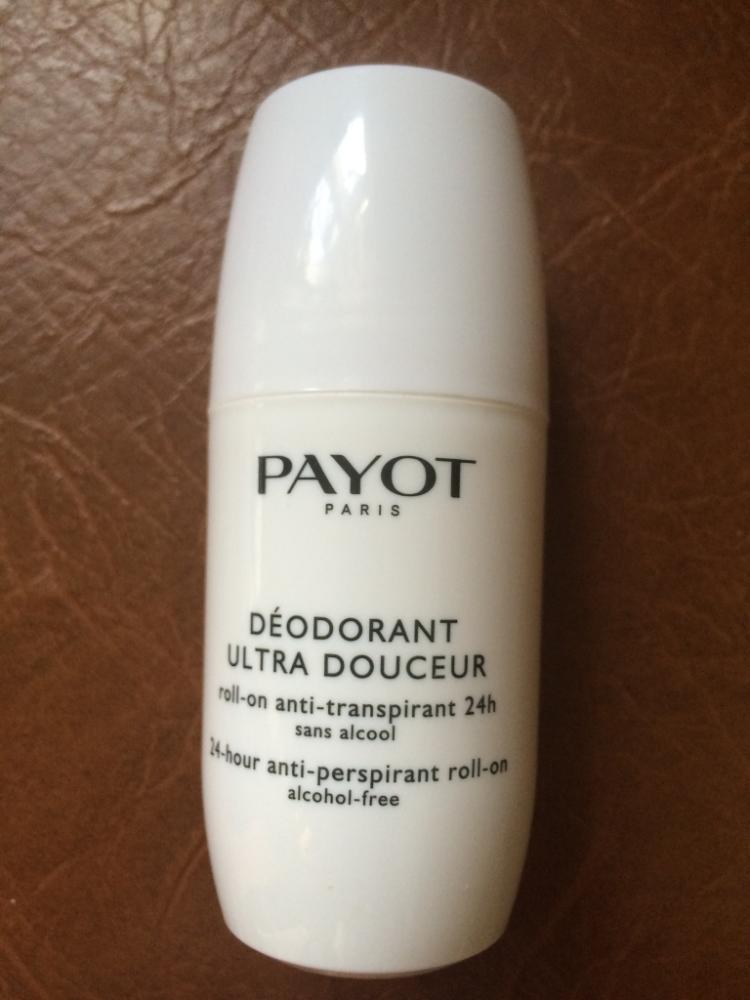 PAYOT
PARIS
DÉODORANT
ULTRA DOUCEUR
roll-on anti-transpirant 24h
sans alcool
24-hour anti-perspirant roll-on
alcohol-free